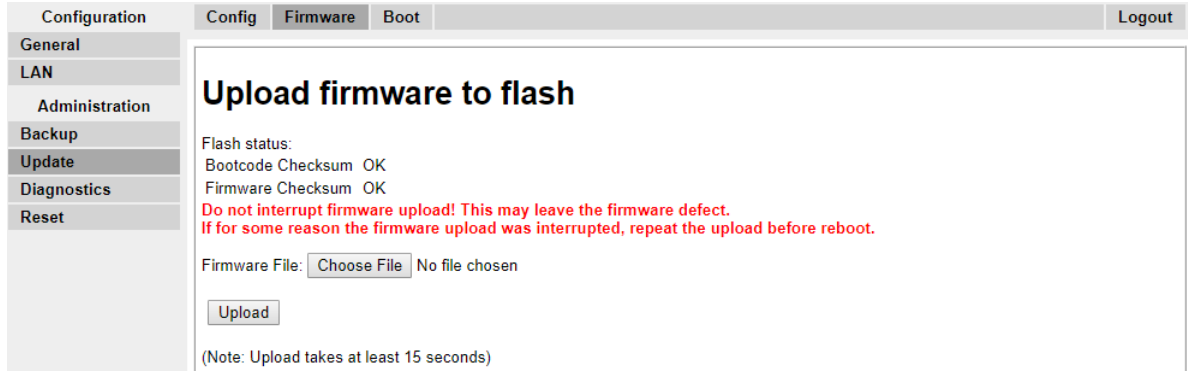 Configuration
General
LAN
Administration
Backup
Update
Diagnostics
Reset
Config Firmware Boot Logout
Upload firmware to flash
Flash status:
Bootcode Checksum OK
Firmware Checksum OK
Do not interrupt firmware upload! This may leave the firmware defect.
If for some reason the firmware upload was interrupted, repeat the upload before reboot.
Firmware File: Choose File No file chosen
Upload
(Note: Upload takes at least 15 seconds)